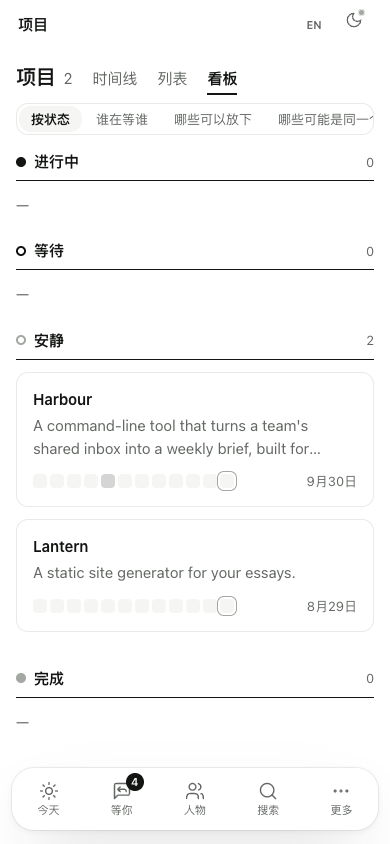 项目
EN
项目 2 时间线 列表 看板
按状态 谁在等谁 哪些可以放下 哪些可能是同一个
进行中 0
—
等待 0
—
安静 2
Harbour
A command-line tool that turns a team's
shared inbox into a weekly brief, built for…
9月30日
Lantern
A static site generator for your essays.
8月29日
完成 0
—
4
今天 等你 人物 搜索 更多